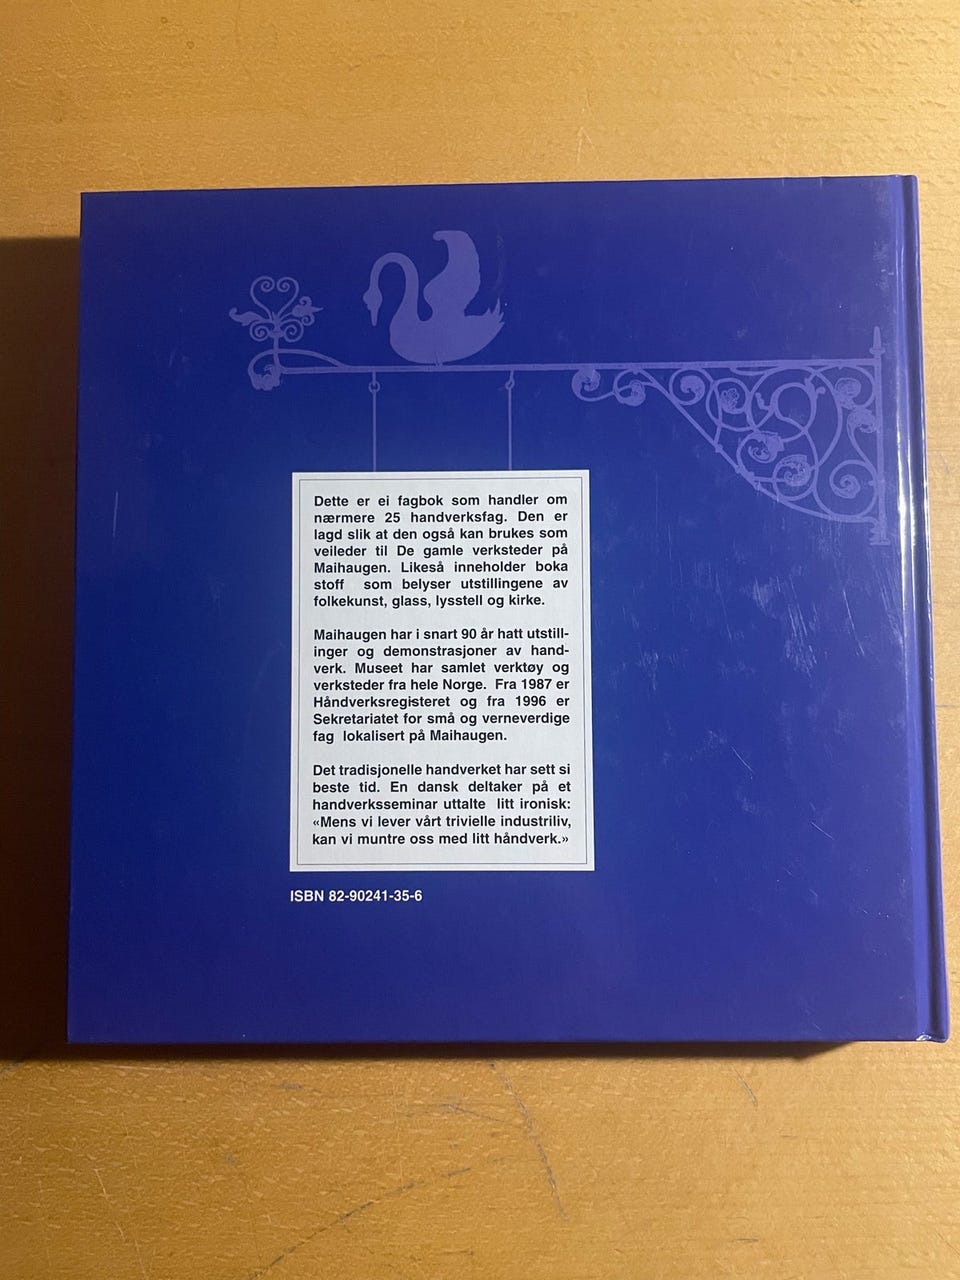 Dette er ei fagbok som handler om
nærmere 25 handverksfag. Den er
lagd slik at den også kan brukes som
veileder til De gamle verksteder på
Maihaugen. Likeså inneholder boka
stoff som belyser utstillingene av
folkekunst, glass, lysstell og kirke.
Maihaugen har i snart 90 år hatt utstill-
inger og demonstrasjoner av hand-
verk. Museet har samlet verktøy og
verksteder fra hele Norge. Fra 1987 er
Håndverksregisteret og fra 1996 er
Sekretariatet for små og verneverdige
fag lokalisert på Maihaugen.
Det tradisjonelle handverket har sett si
beste tid. En dansk deltaker på et
handverksseminar uttalte litt ironisk:
«Mens vi lever vårt trivielle industriliv,
kan vi muntre oss med litt håndverk.»
ISBN 82-90241-35-6